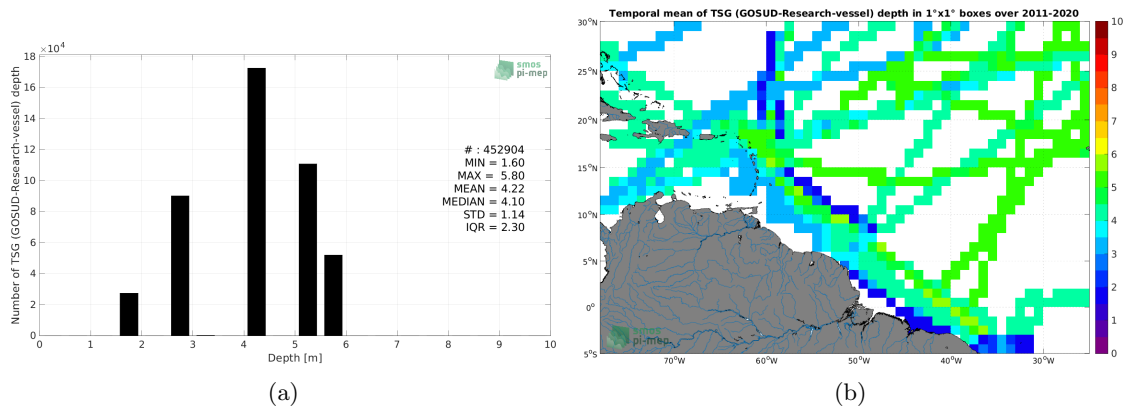 ×10⁴
18
16
14
12
10
8
6
4
2
0
Number of TSG (GOSUD-Research-vessel) depth
smos
pi-mep
# : 452904
MIN = 1.60
MAX = 5.80
MEAN = 4.22
MEDIAN = 4.10
STD = 1.14
IQR = 2.30
0 1 2 3 4 5 6 7 8 9 10
Depth [m]
(a)
Temporal mean of TSG (GOSUD-Research-vessel) depth in 1°x1° boxes over 2011-2020
30°N
25°N
20°N
15°N
10°N
5°N
0°
5°S
70°W 60°W 50°W 40°W 30°W
smos
pi-mep
10
9
8
7
6
5
4
3
2
1
0
(b)